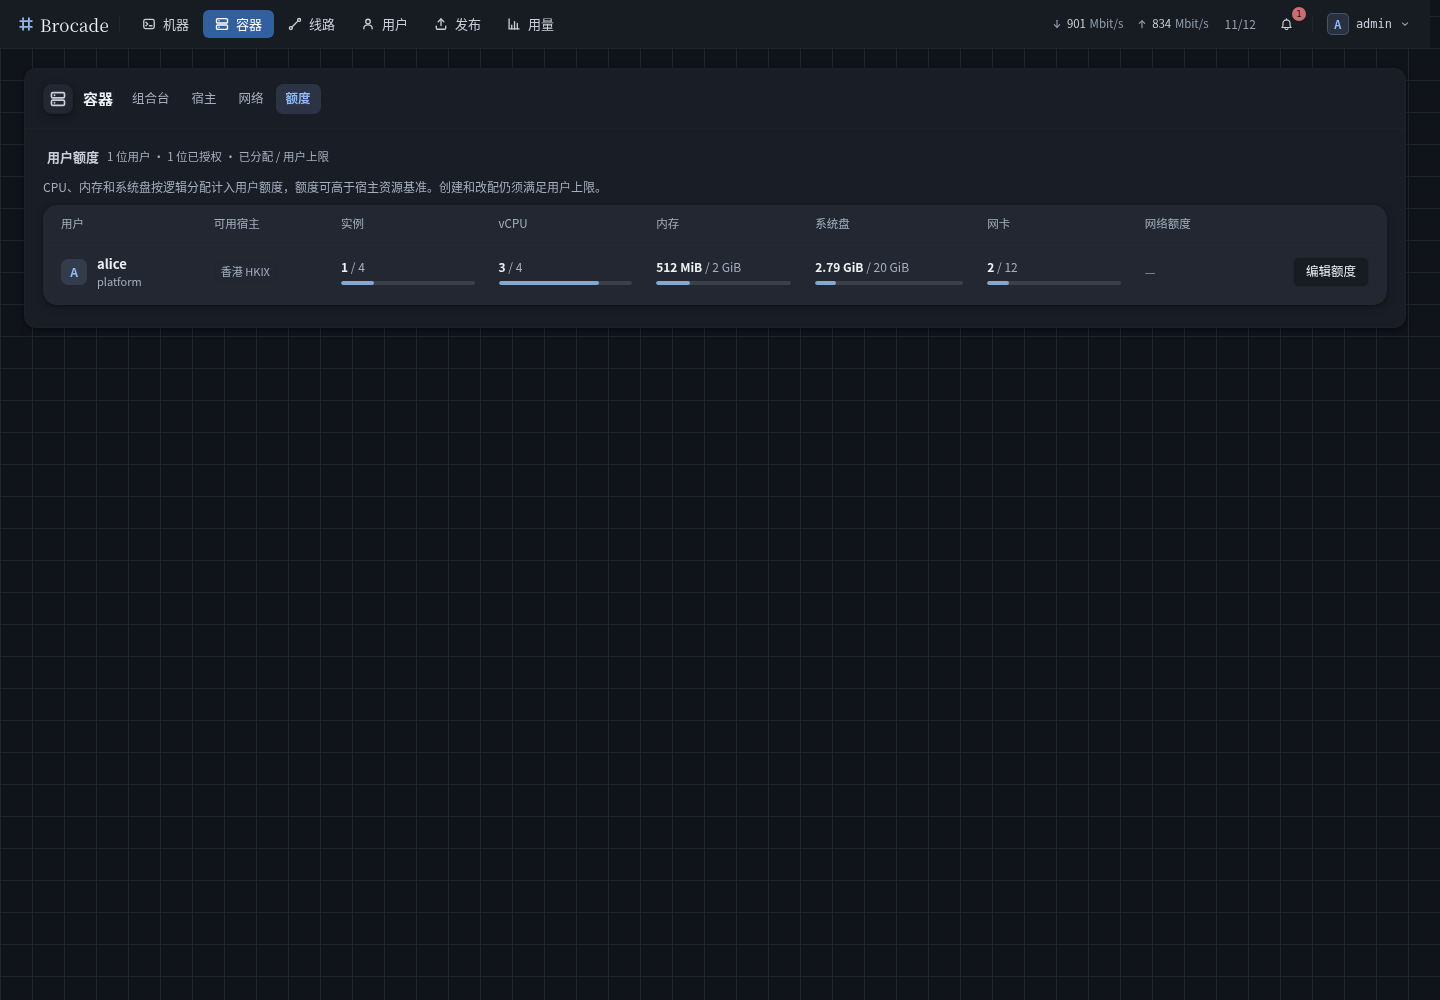 Brocade 机器 容器 线路 用户 发布 用量 ↓ 901 Mbit/s ↑ 834 Mbit/s 11/12 1 A admin
容器 组合台 宿主 网络 额度
用户额度 1 位用户 • 1 位已授权 • 已分配 / 用户上限
CPU、内存和系统盘按逻辑分配计入用户额度，额度可高于宿主资源基准。创建和改配仍须满足用户上限。
用户 可用宿主 实例 vCPU 内存 系统盘 网卡 网络额度
A alice 香港 HKIX 1 / 4 3 / 4 512 MiB / 2 GiB 2.79 GiB / 20 GiB 2 / 12 — 编辑额度
platform